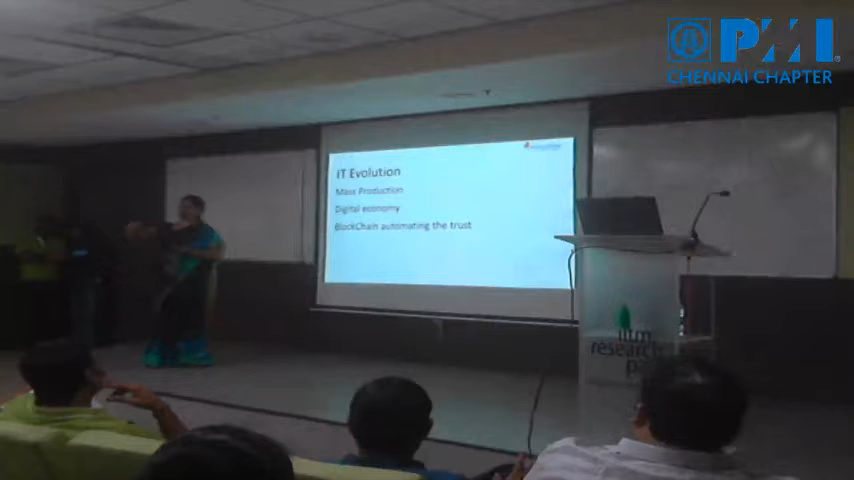 PMI
CHENNAI CHAPTER
IT Evolution
Mass Production
Digital economy
BlockChain automating the trust
iitm
research
park